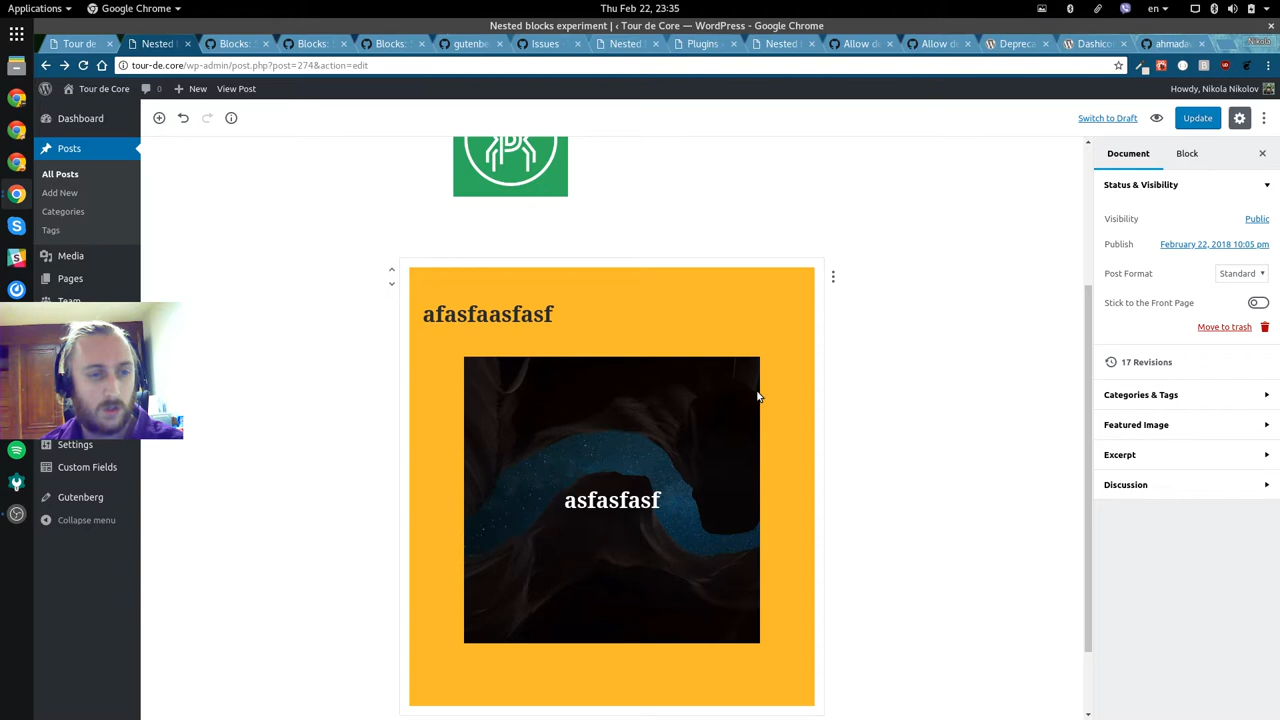 Applications
Google Chrome
Thu Feb 22, 23:35
en
Nested blocks experiment | ‹ Tour de Core — WordPress - Google Chrome
Tour de
Nested
Blocks: S
Blocks: S
Blocks: S
gutenbe
Issues
Nested
Plugins
Nested
Allow de
Allow de
Depreca
Dashico
ahmadaw
Nikola
tour-de.core/wp-admin/post.php?post=274&action=edit
Tour de Core
0
New
View Post
Howdy, Nikola Nikolov
Dashboard
Posts
All Posts
Add New
Categories
Tags
Media
Pages
Team
Settings
Custom Fields
Gutenberg
Collapse menu
Switch to Draft
Update
afasfaasfasf
asfasfasf
Document
Block
Status & Visibility
Visibility
Public
Publish
February 22, 2018 10:05 pm
Post Format
Standard
Stick to the Front Page
Move to trash
17 Revisions
Categories & Tags
Featured Image
Excerpt
Discussion